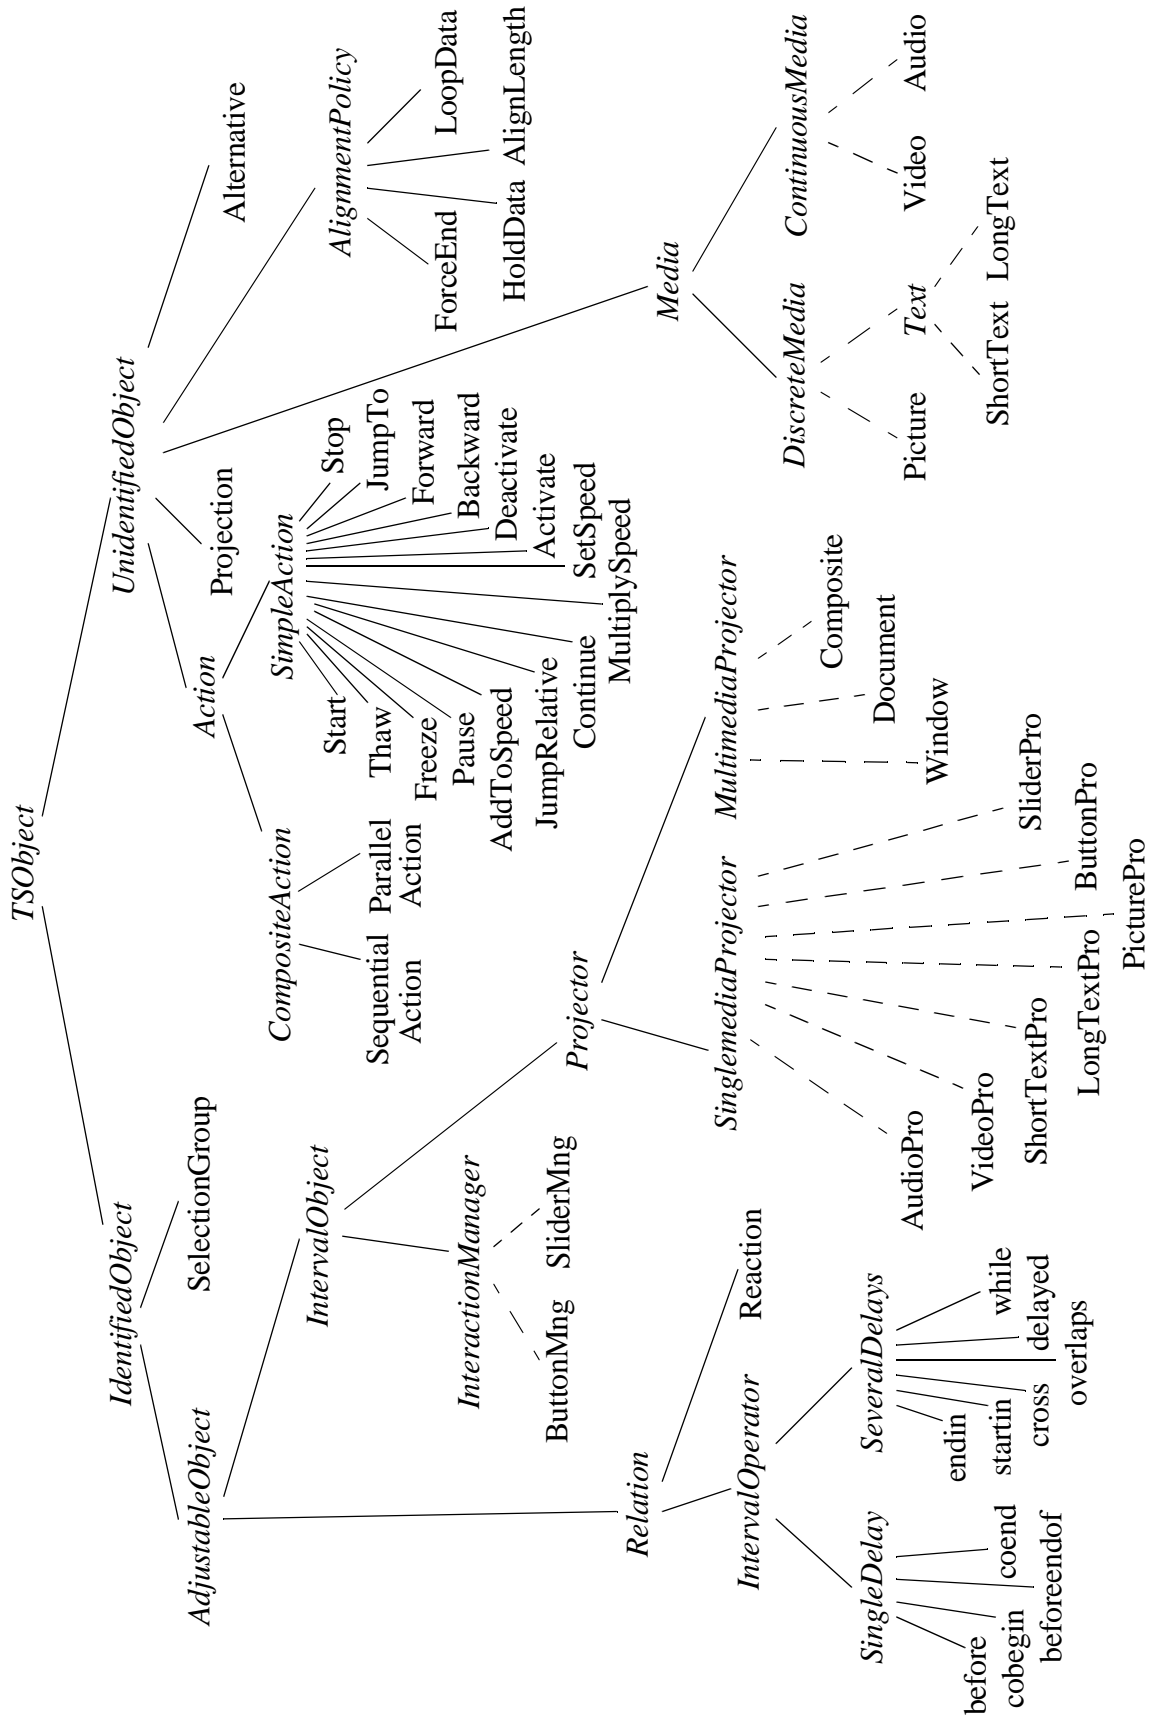 TSObject
IdentifiedObject
UnidentifiedObject
AdjustableObject
SelectionGroup
Action
Projection
Alternative
IntervalObject
CompositeAction
SimpleAction
AlignmentPolicy
Sequential
Action
Parallel
Action
Start
Thaw
Freeze
Pause
AddToSpeed
JumpRelative
Continue
MultiplySpeed
SetSpeed
Activate
Deactivate
Backward
Forward
JumpTo
Stop
ForceEnd
HoldData
AlignLength
LoopData
InteractionManager
ButtonMng
SliderMng
Projector
Relation
Media
IntervalOperator
Reaction
SinglemediaProjector
MultimediaProjector
DiscreteMedia
ContinuousMedia
SingleDelay
SeveralDelays
before
cobegin
beforeendof
coend
endin
startin
cross
overlaps
delayed
while
AudioPro
VideoPro
ShortTextPro
LongTextPro
PicturePro
ButtonPro
SliderPro
Window
Document
Composite
Picture
Text
Video
Audio
ShortText
LongText